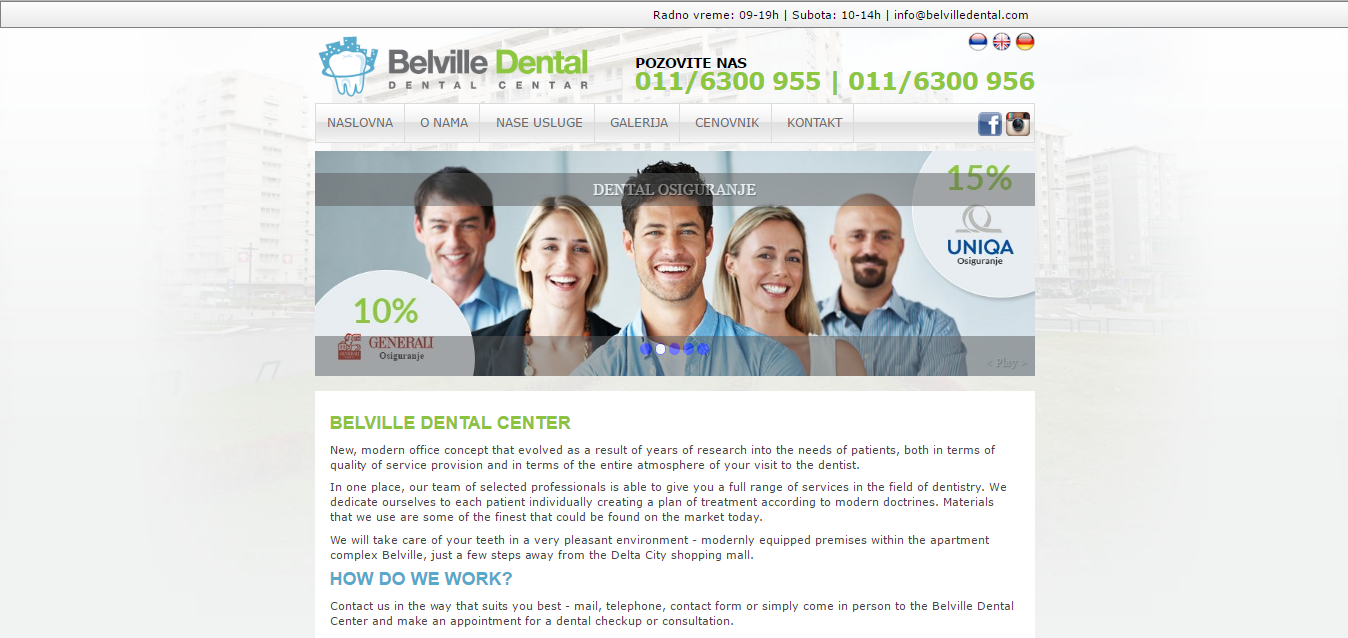 Radno vreme: 09-19h | Subota: 10-14h | info@belvilledental.com
Belville Dental
DENTAL CENTAR
POZOVITE NAS
011/6300 955 | 011/6300 956
NASLOVNA O NAMA NASE USLUGE GALERIJA CENOVNIK KONTAKT
DENTAL OSIGURANJE
15%
UNIQA
Osiguranje
10%
GENERALI
Osiguranje
< Play >
BELVILLE DENTAL CENTER
New, modern office concept that evolved as a result of years of research into the needs of patients, both in terms of
quality of service provision and in terms of the entire atmosphere of your visit to the dentist.
In one place, our team of selected professionals is able to give you a full range of services in the field of dentistry. We
dedicate ourselves to each patient individually creating a plan of treatment according to modern doctrines. Materials
that we use are some of the finest that could be found on the market today.
We will take care of your teeth in a very pleasant environment - modernly equipped premises within the apartment
complex Belville, just a few steps away from the Delta City shopping mall.
HOW DO WE WORK?
Contact us in the way that suits you best - mail, telephone, contact form or simply come in person to the Belville Dental
Center and make an appointment for a dental checkup or consultation.